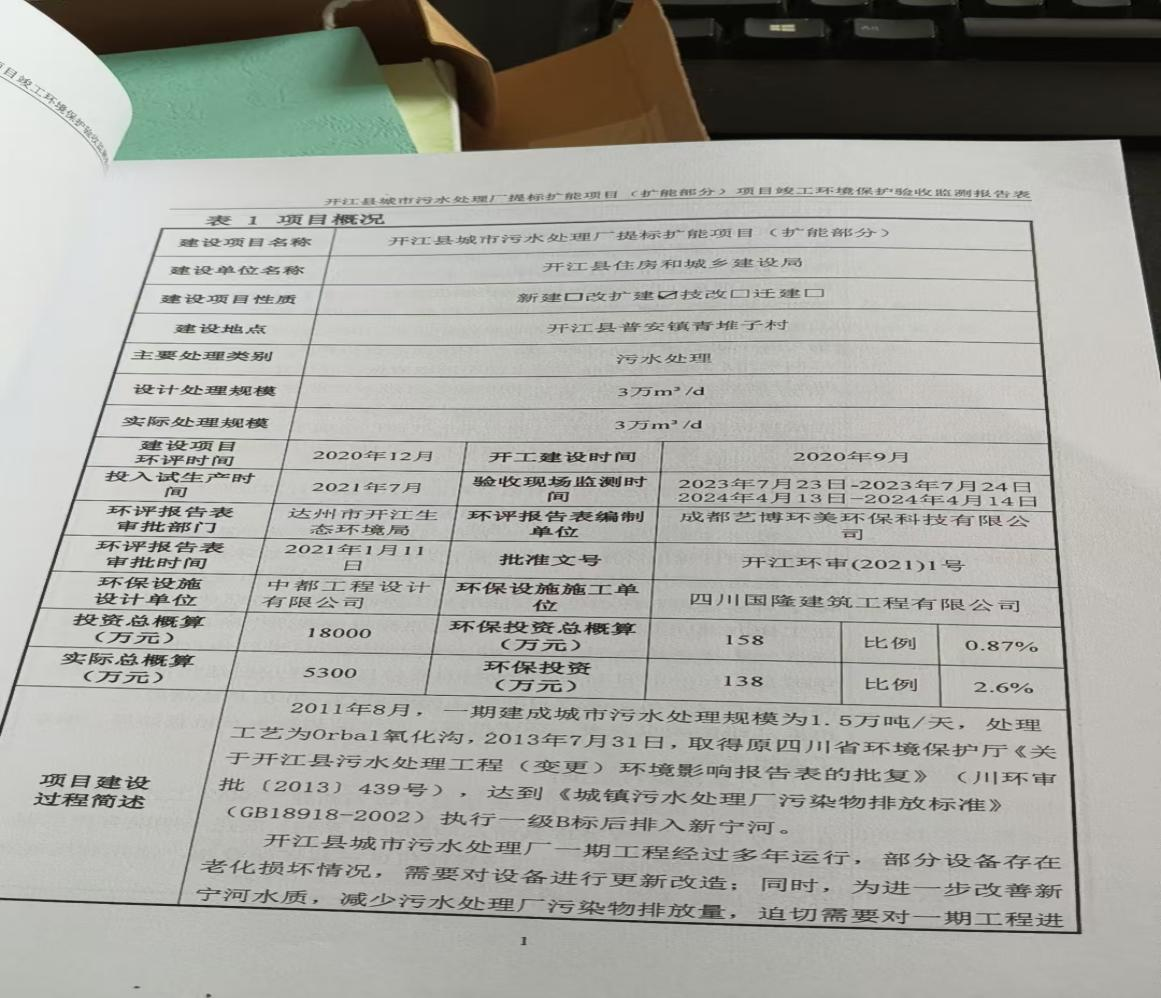 项目竣工环境保护验收监测
开江县城市污水处理厂提标扩能项目（扩能部分）项目竣工环境保护验收监测报告表
表 1 项目概况
建设项目名称 开江县城市污水处理厂提标扩能项目（扩能部分）
建设单位名称 开江县住房和城乡建设局
建设项目性质 新建□改扩建☑技改□迁建□
建设地点 开江县普安镇青堆子村
主要处理类别 污水处理
设计处理规模 3万m³/d
实际处理规模 3万m³/d
建设项目
环评时间 2020年12月 开工建设时间 2020年9月
投入试生产时
间 2021年7月 验收现场监测时
间 2023年7月23日-2023年7月24日
2024年4月13日-2024年4月14日
环评报告表
审批部门 达州市开江生
态环境局 环评报告表编制
单位 成都艺博环美环保科技有限公
司
环评报告表
审批时间 2021年1月11
日 批准文号 开江环审(2021)1号
环保设施
设计单位 中都工程设计
有限公司 环保设施施工单
位 四川国隆建筑工程有限公司
投资总概算
（万元） 18000 环保投资总概算
（万元） 158 比例 0.87%
实际总概算
（万元） 5300 环保投资
（万元） 138 比例 2.6%
项目建设
过程简述
2011年8月，一期建成城市污水处理规模为1.5万吨/天，处理
工艺为Orbal氧化沟，2013年7月31日，取得原四川省环境保护厅《关
于开江县污水处理工程（变更）环境影响报告表的批复》（川环审
批〔2013〕439号），达到《城镇污水处理厂污染物排放标准》
（GB18918-2002）执行一级B标后排入新宁河。
开江县城市污水处理厂一期工程经过多年运行，部分设备存在
老化损坏情况，需要对设备进行更新改造；同时，为进一步改善新
宁河水质，减少污水处理厂污染物排放量，迫切需要对一期工程进
1